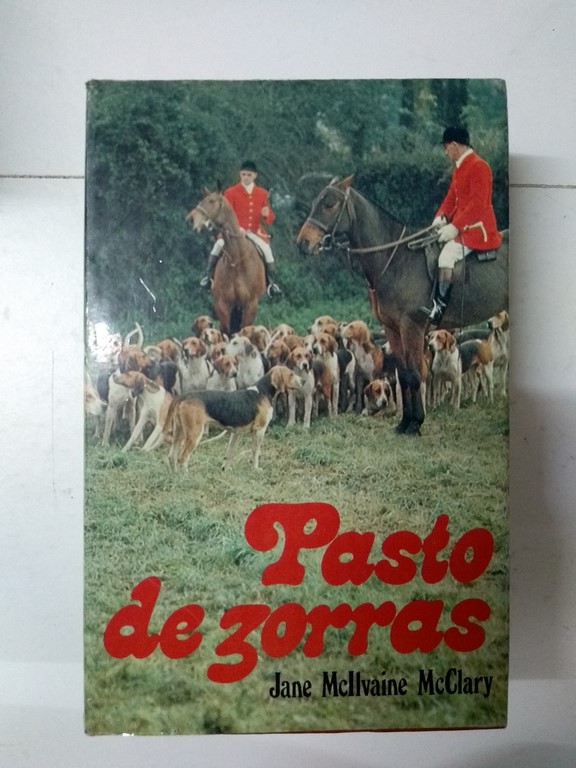 Pasto
de zorras
Jane McIlvaine McClary